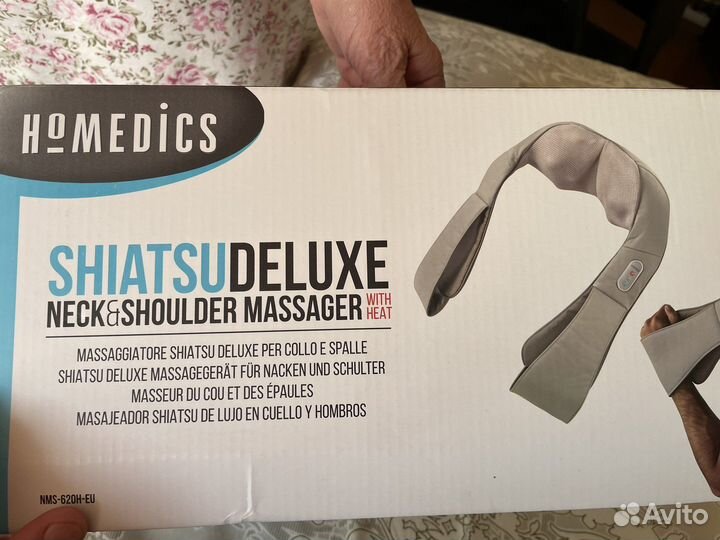 HOMEDICS
SHIATSUDELUXE
NECK&SHOULDER MASSAGER WITH HEAT
MASSAGGIATORE SHIATSU DELUXE PER COLLO E SPALLE
SHIATSU DELUXE MASSAGEGERÄT FÜR NACKEN UND SCHULTER
MASSEUR DU COU ET DES ÉPAULES
MASAJEADOR SHIATSU DE LUJO EN CUELLO Y HOMBROS
NMS-620H-EU
Avito